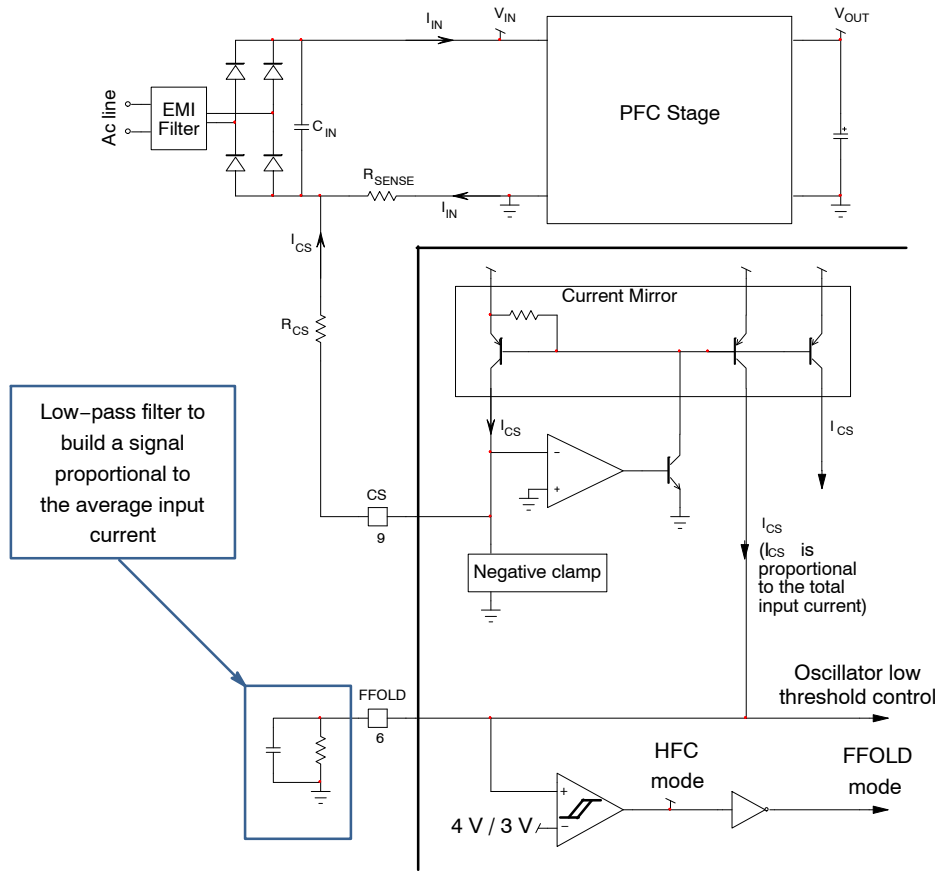 I_IN
V_IN
V_OUT
Ac line
EMI
Filter
C_IN
PFC Stage
R_SENSE
I_IN
I_CS
R_CS
Current Mirror
I_CS
I_CS
Low−pass filter to
build a signal
proportional to
the average input
current
−
+
CS
9
Negative clamp
I_CS
(I_CS is
proportional
to the total
input current)
FFOLD
6
Oscillator low
threshold control
HFC
mode
FFOLD
mode
+
4 V / 3 V
−
+